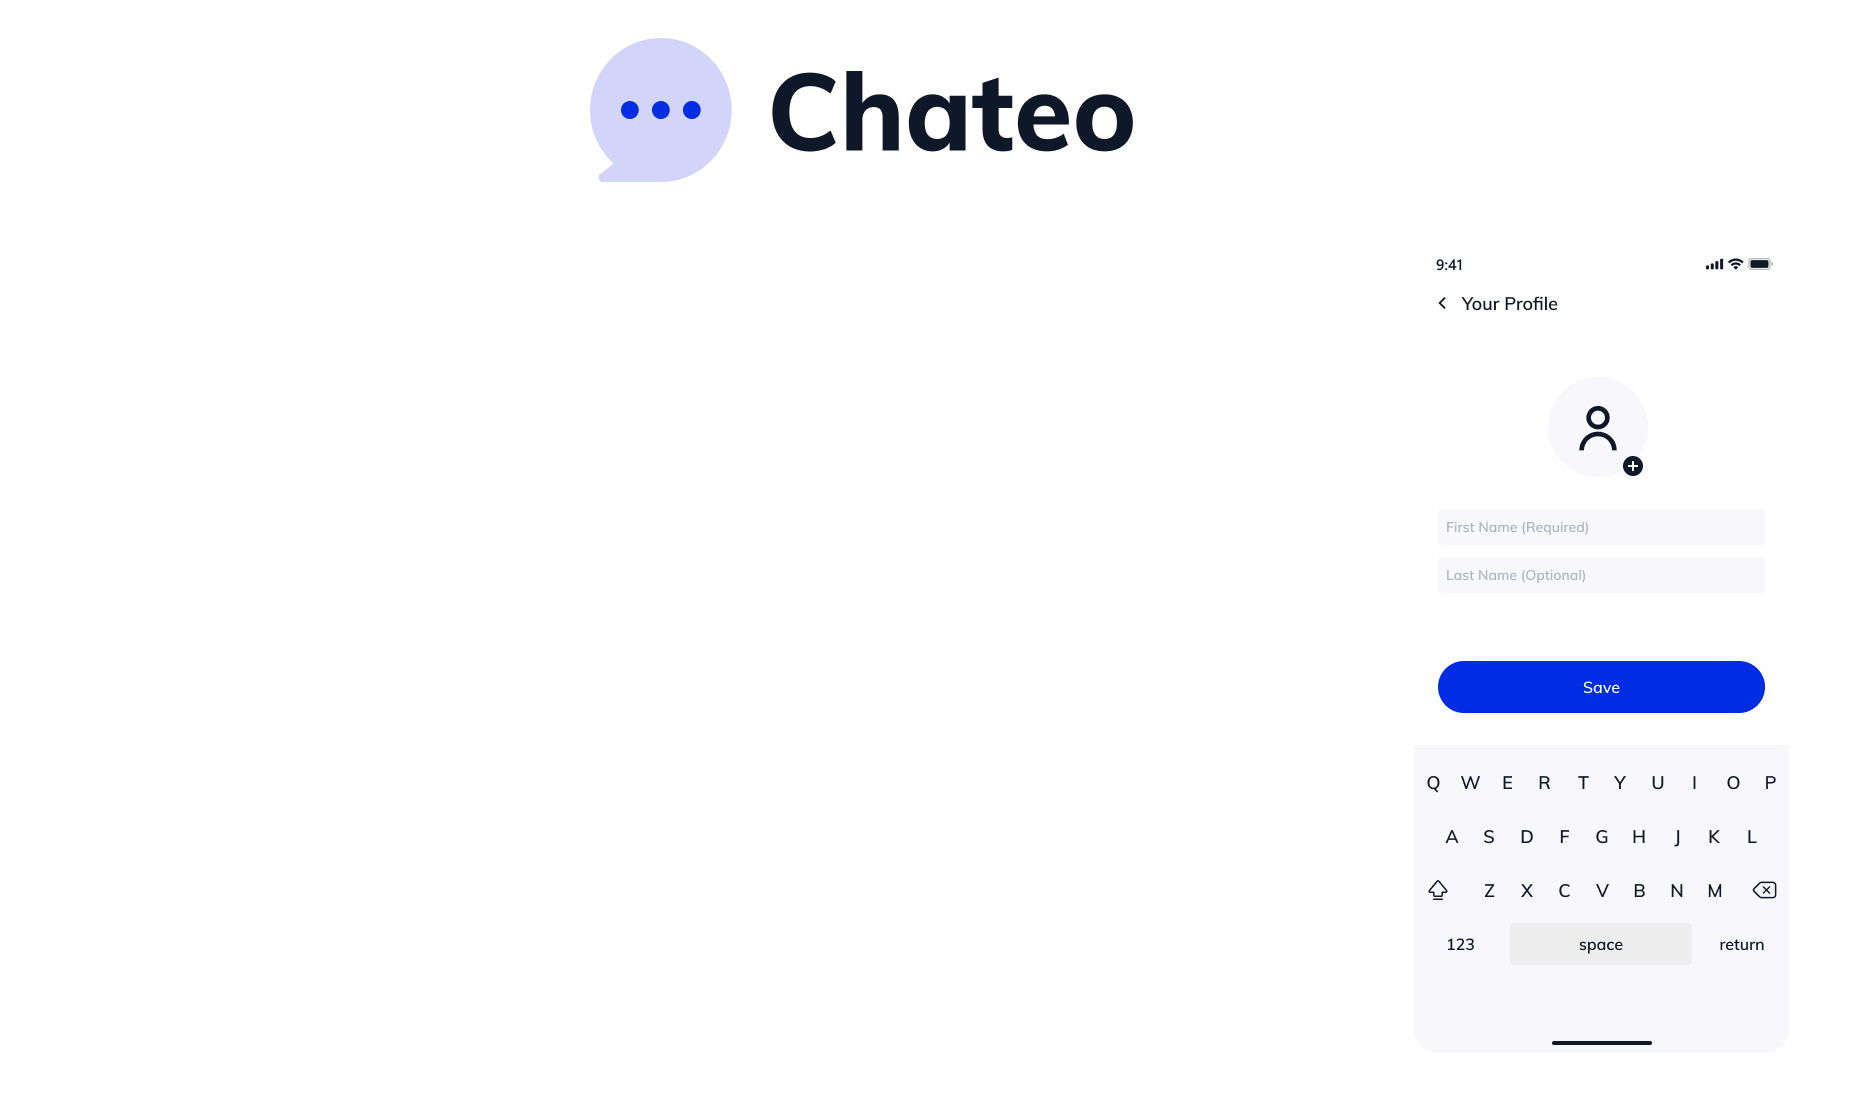 Chateo
9:41
Your Profile
First Name (Required)
Last Name (Optional)
Save
Q W E R T Y U I O P
A S D F G H J K L
Z X C V B N M
123 space return